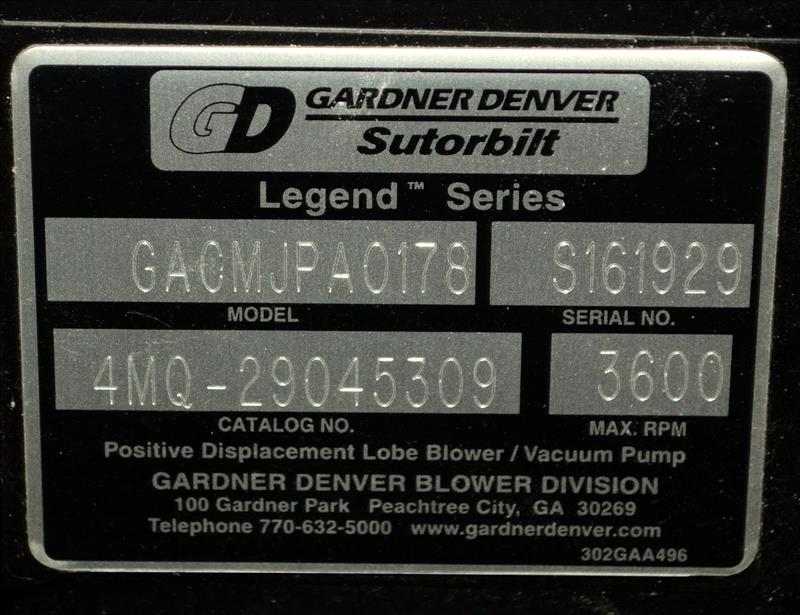 GD GARDNER DENVER
Sutorbilt
Legend™ Series
GACMJPA0178 S161929
MODEL SERIAL NO.
4MQ-29045309 3600
CATALOG NO. MAX. RPM
Positive Displacement Lobe Blower / Vacuum Pump
GARDNER DENVER BLOWER DIVISION
100 Gardner Park Peachtree City, GA 30269
Telephone 770-632-5000 www.gardnerdenver.com
302GAA496